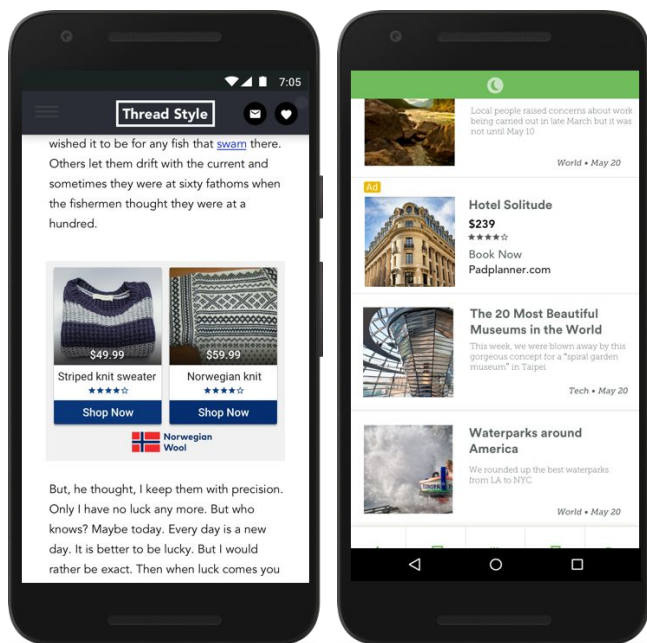 7:05
Thread Style
wished it to be for any fish that swam there.
Others let them drift with the current and
sometimes they were at sixty fathoms when
the fishermen thought they were at a
hundred.
$49.99
$59.99
Striped knit sweater
Norwegian knit
Shop Now
Shop Now
Norwegian
Wool
But, he thought, I keep them with precision.
Only I have no luck any more. But who
knows? Maybe today. Every day is a new
day. It is better to be lucky. But I would
rather be exact. Then when luck comes you
Local people raised concerns about work
being carried out in late March but it was
not until May 10
World • May 20
Ad
Hotel Solitude
$239
Book Now
Padplanner.com
The 20 Most Beautiful
Museums in the World
This week, we were blown away by this
gorgeous concept for a “spiral garden
museum” in Taipei
Tech • May 20
Waterparks around
America
We rounded up the best waterparks
from LA to NYC
World • May 20